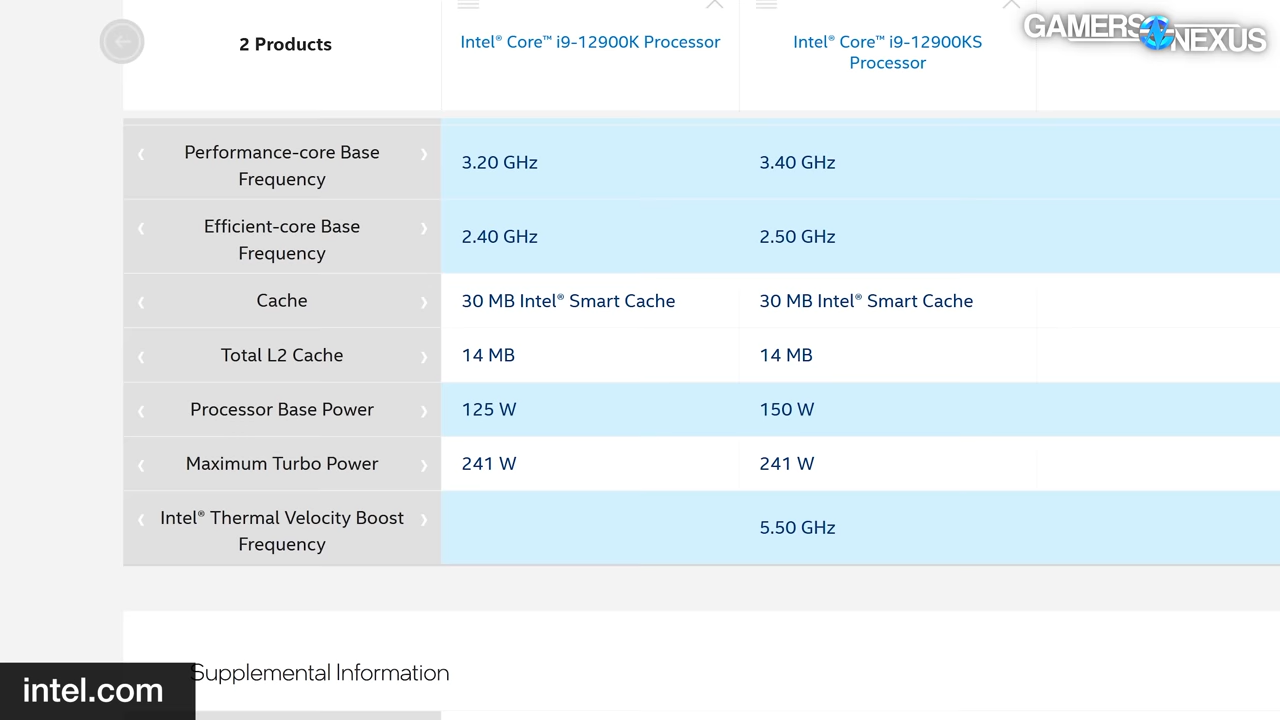 2 Products
Intel® Core™ i9-12900K Processor
Intel® Core™ i9-12900KS
Processor
GAMERS NEXUS
Performance-core Base
Frequency
3.20 GHz
3.40 GHz
Efficient-core Base
Frequency
2.40 GHz
2.50 GHz
Cache
30 MB Intel® Smart Cache
30 MB Intel® Smart Cache
Total L2 Cache
14 MB
14 MB
Processor Base Power
125 W
150 W
Maximum Turbo Power
241 W
241 W
Intel® Thermal Velocity Boost
Frequency
5.50 GHz
Supplemental Information
intel.com